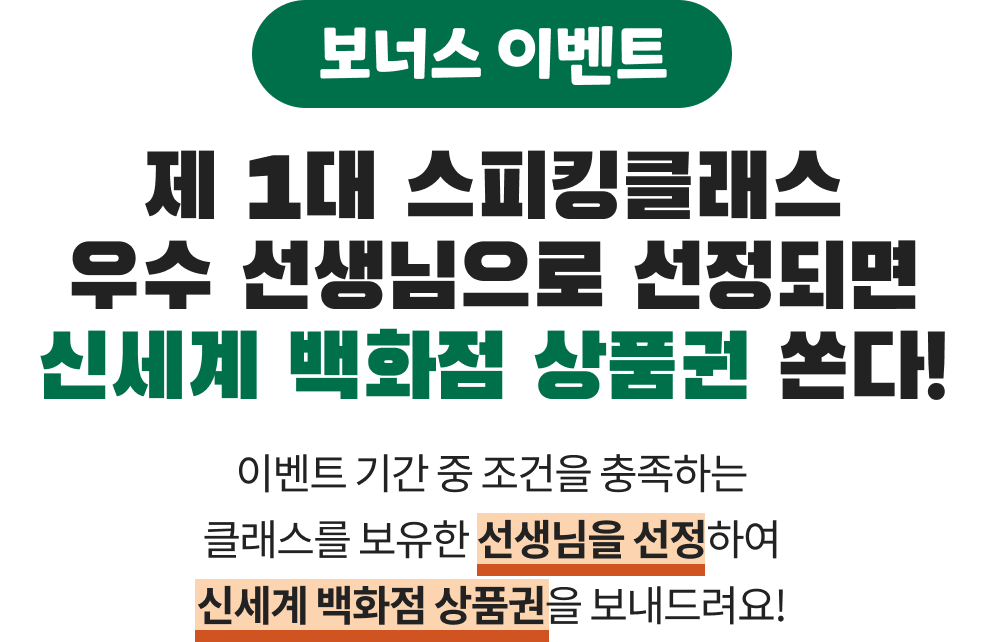 보너스 이벤트
제 1대 스피킹클래스
우수 선생님으로 선정되면
신세계 백화점 상품권 쏜다!
이벤트 기간 중 조건을 충족하는
클래스를 보유한 선생님을 선정하여
신세계 백화점 상품권을 보내드려요!